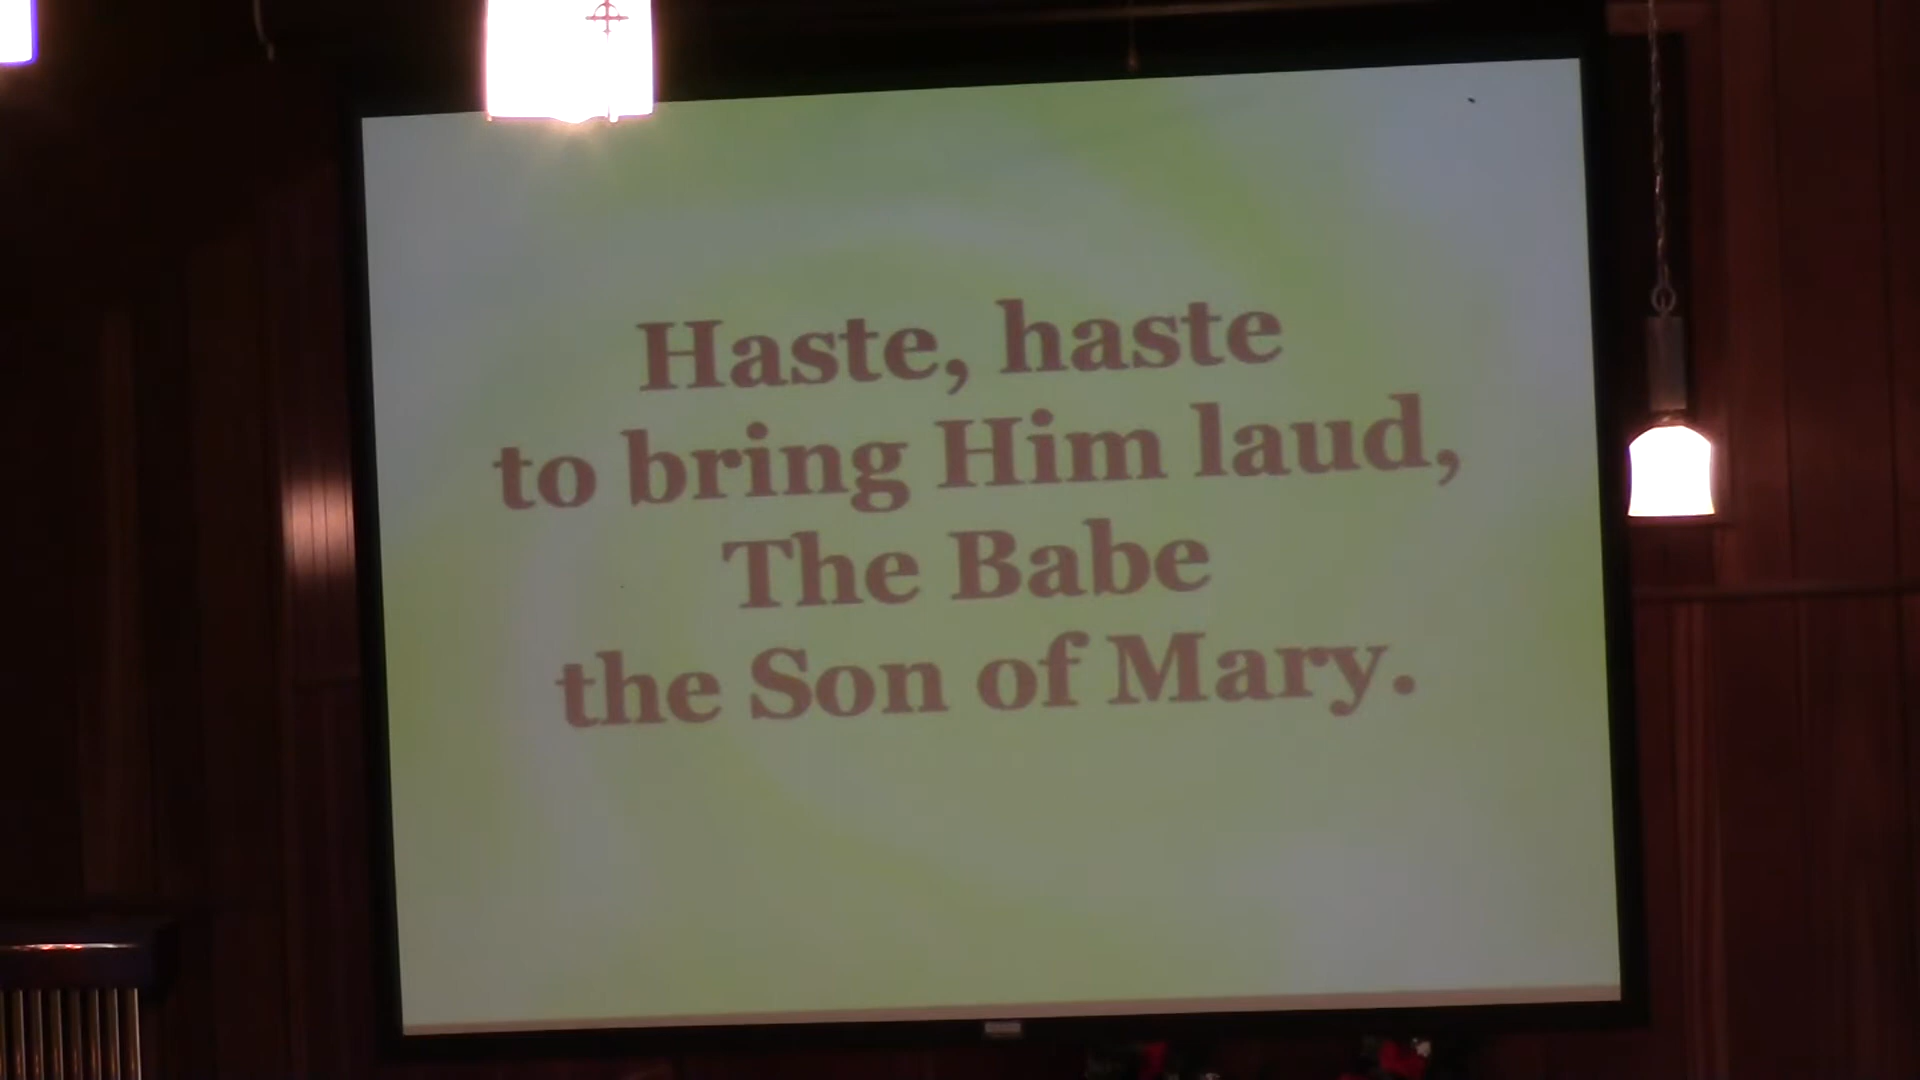 Haste, haste
to bring Him laud,
The Babe
the Son of Mary.